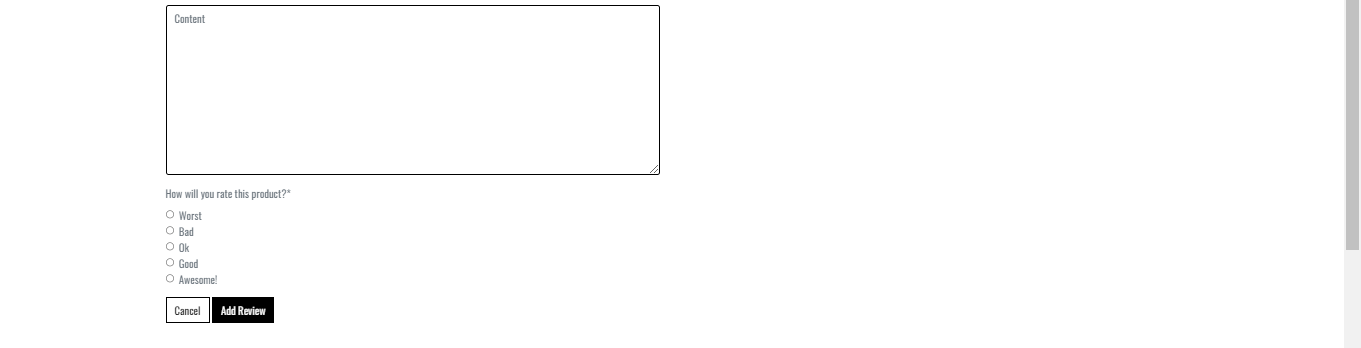 Content
How will you rate this product?*
Worst
Bad
Ok
Good
Awesome!
Cancel Add Review